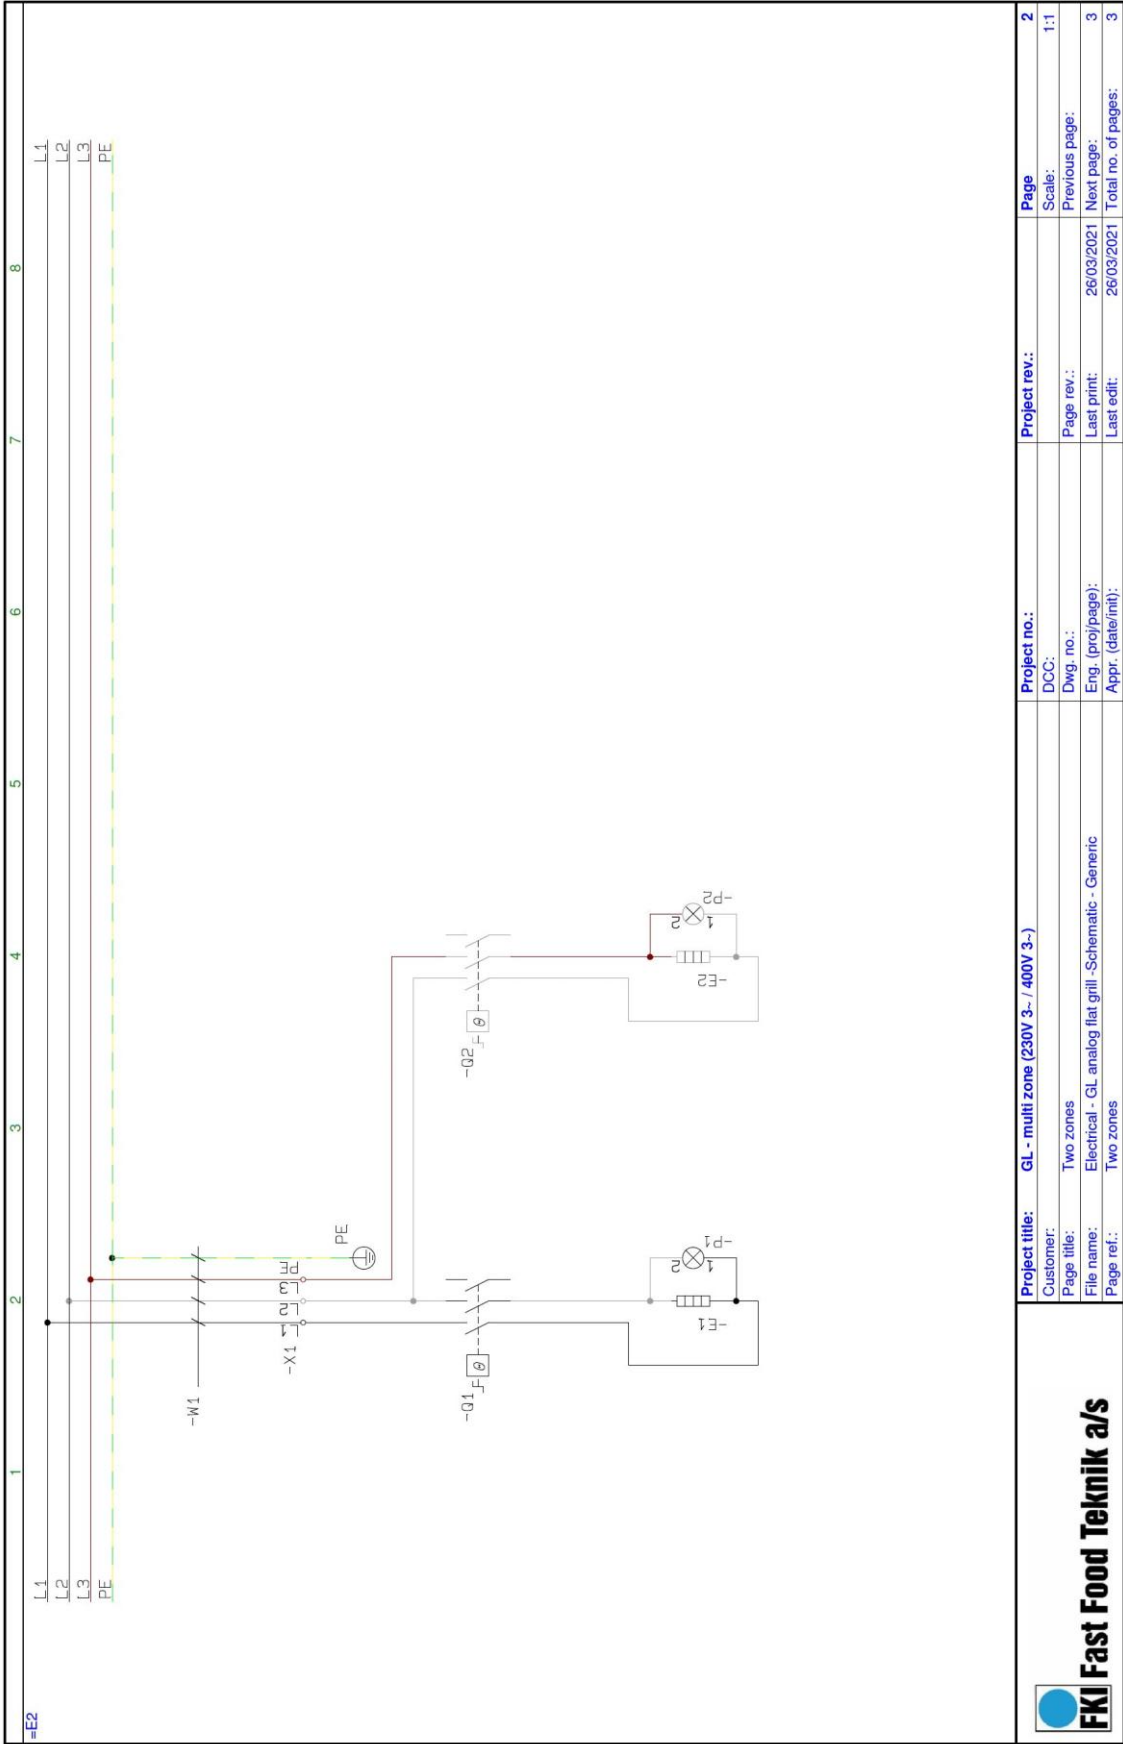 =E2
1 2 3 4 5 6 7 8
L1 L1
L2 L2
L3 L3
PE PE
-W1
-X1 L1 L2 L3 PE
PE
-Q1 θ
-Q2 θ
-E1
-P1
2
1
-E2
-P2
2
1
FKI Fast Food Teknik a/s
Project title: GL - multi zone (230V 3~ / 400V 3~) Project no.: Project rev.: Page 2
Customer: DCC: Scale: 1:1
Page title: Two zones Dwg. no.: Page rev.: Previous page:
File name: Electrical - GL analog flat grill -Schematic - Generic Eng. (proj/page): Last print: 26/03/2021 Next page: 3
Page ref.: Two zones Appr. (date/init): Last edit: 26/03/2021 Total no. of pages: 3